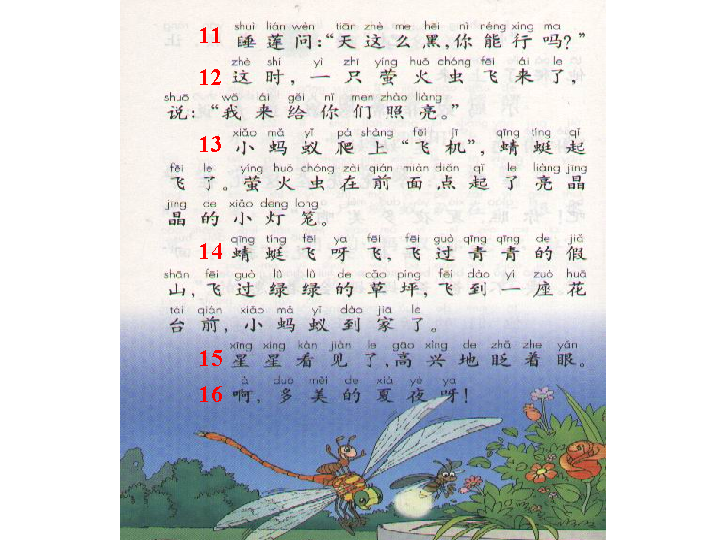 shuì lián wèn tiān zhè me hēi nǐ néng xíng ma
11 睡莲问:“天这么黑,你能行吗?”
zhè shí yì zhī yíng huǒ chóng fēi lái le
12 这时,一只萤火虫飞来了,
shuō wǒ lái gěi nǐ men zhào liàng
说:“我来给你们照亮。”
xiǎo mǎ yǐ pá shàng fēi jī qīng tíng qǐ
13 小蚂蚁爬上“飞机”,蜻蜓起
fēi le yíng huǒ chóng zài qián miàn diǎn qǐ le liàng jīng
飞了。萤火虫在前面点起了亮晶
jīng de xiǎo dēng lóng
晶的小灯笼。
qīng tíng fēi ya fēi fēi guò qīng qīng de jiǎ
14 蜻蜓飞呀飞,飞过青青的假
shān fēi guò lǜ lǜ de cǎo píng fēi dào yí zuò huā
山,飞过绿绿的草坪,飞到一座花
tái qián xiǎo mǎ yǐ dào jiā le
台前,小蚂蚁到家了。
xīng xing kàn jiàn le gāo xìng de zhǎ zhe yǎn
15 星星看见了,高兴地眨着眼。
à duō měi de xià yè ya
16 啊,多美的夏夜呀!